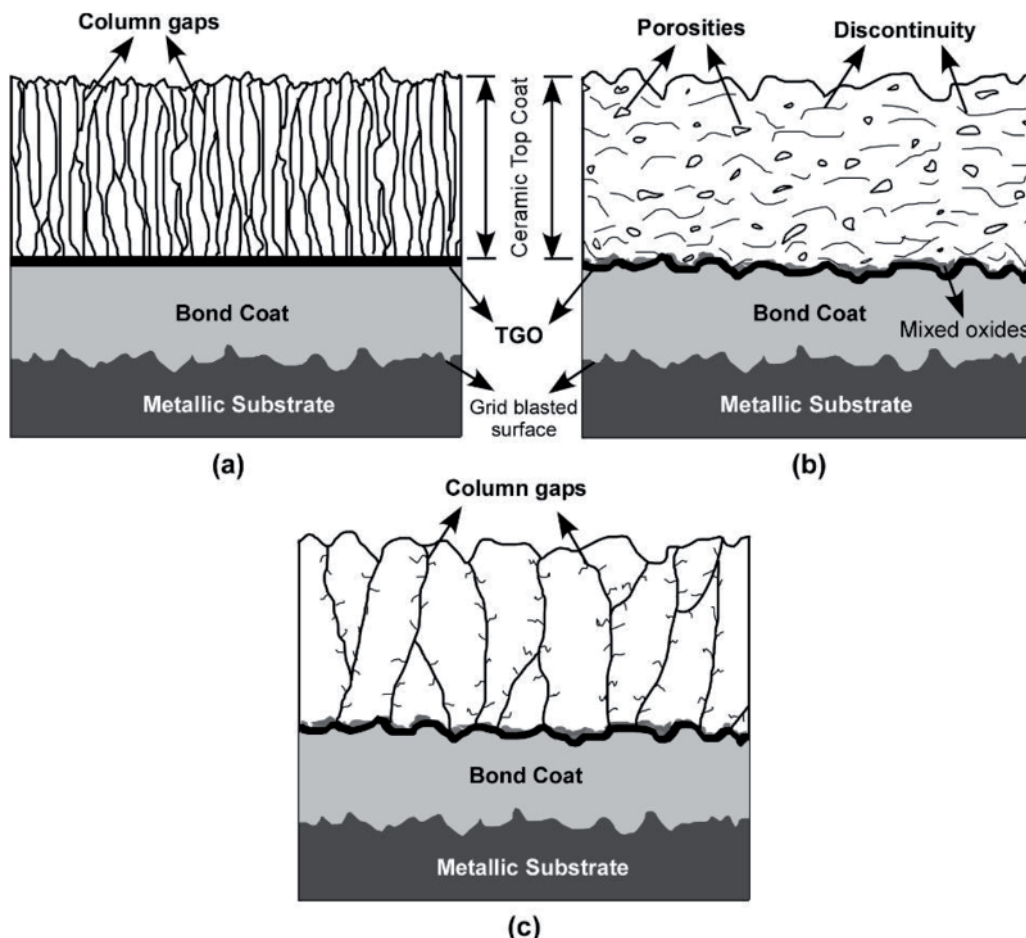 Column gaps
Porosities
Discontinuity
Ceramic Top Coat
Bond Coat
TGO
Bond Coat
Mixed oxides
Metallic Substrate
Grid blasted
surface
Metallic Substrate
(a)
(b)
Column gaps
Bond Coat
Metallic Substrate
(c)